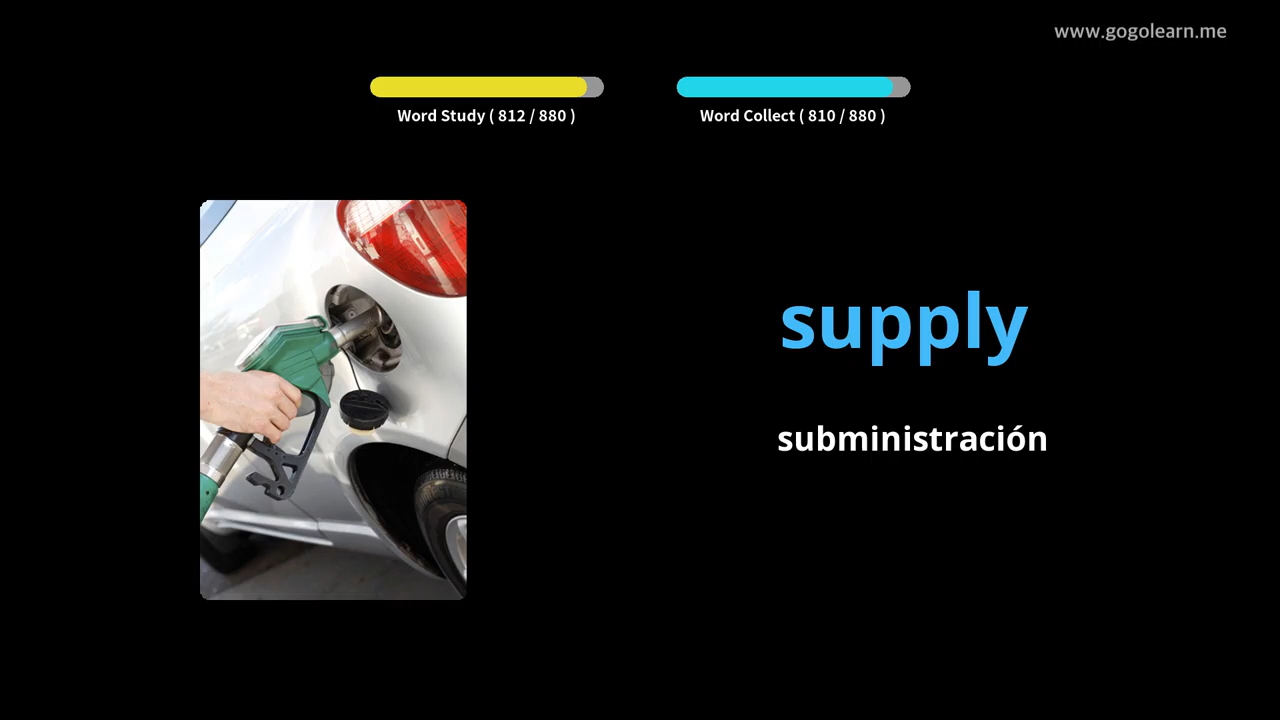 www.gogolearn.me
Word Study ( 812 / 880 )
Word Collect ( 810 / 880 )
supply
subministración